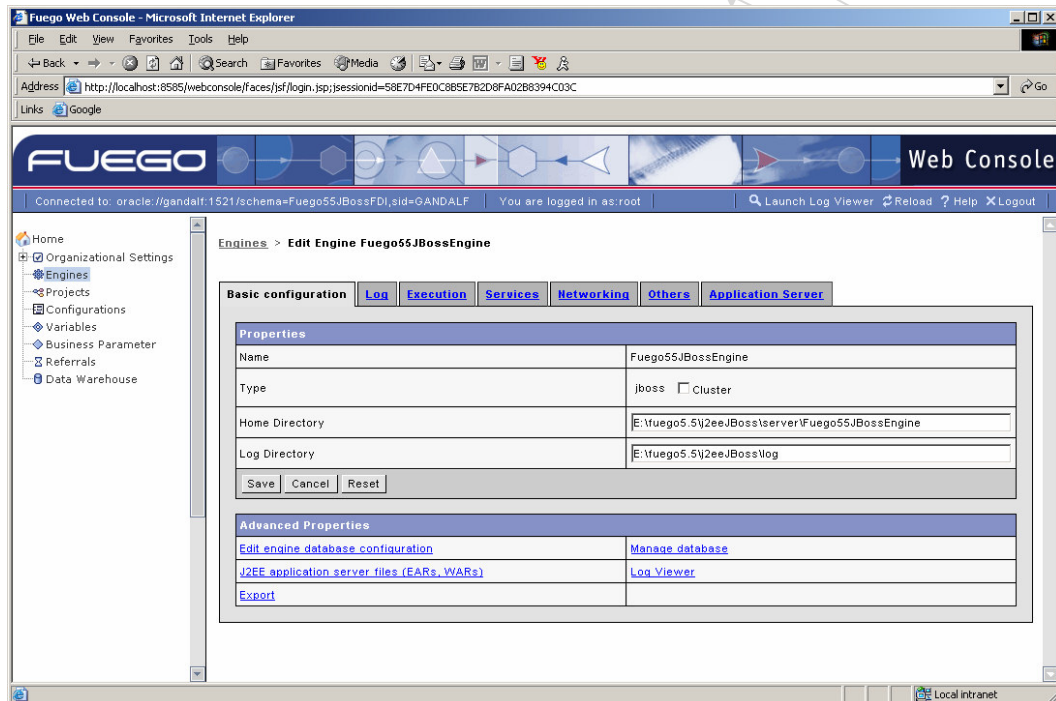 Fuego Web Console - Microsoft Internet Explorer
File Edit View Favorites Tools Help
Back Search Favorites Media
Address http://localhost:8585/webconsole/faces/jsf/login.jsp;jsessionid=58E7D4FE0C8B5E7B2D8FA02B8394C03C Go
Links Google
FUEGO Web Console
Connected to: oracle://gandalf:1521/schema=Fuego55JBossFDI,sid=GANDALF You are logged in as:root Launch Log Viewer Reload ? Help Logout
Home
Organizational Settings
Engines
Projects
Configurations
Variables
Business Parameter
Referrals
Data Warehouse
Engines > Edit Engine Fuego55JBossEngine
Basic configuration Log Execution Services Networking Others Application Server
Properties
Name Fuego55JBossEngine
Type jboss Cluster
Home Directory E:\fuego5.5\j2eeJBoss\server\Fuego55JBossEngine
Log Directory E:\fuego5.5\j2eeJBoss\log
Save Cancel Reset
Advanced Properties
Edit engine database configuration Manage database
J2EE application server files (EARs, WARs) Log Viewer
Export
Local intranet